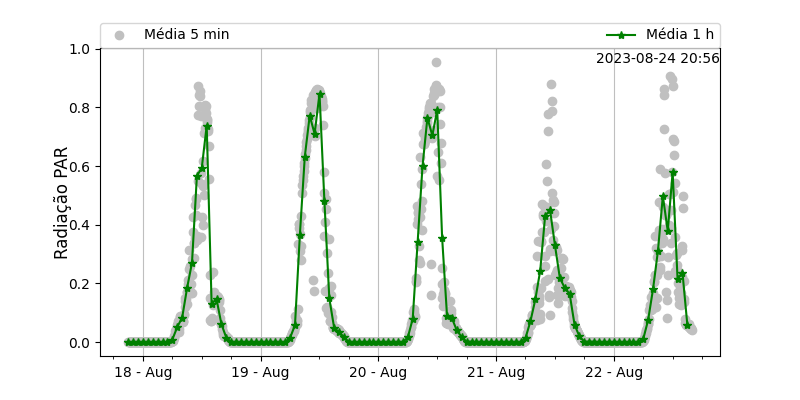 Média 5 min
Média 1 h
2023-08-24 20:56
Radiação PAR
1.0
0.8
0.6
0.4
0.2
0.0
18 - Aug
19 - Aug
20 - Aug
21 - Aug
22 - Aug